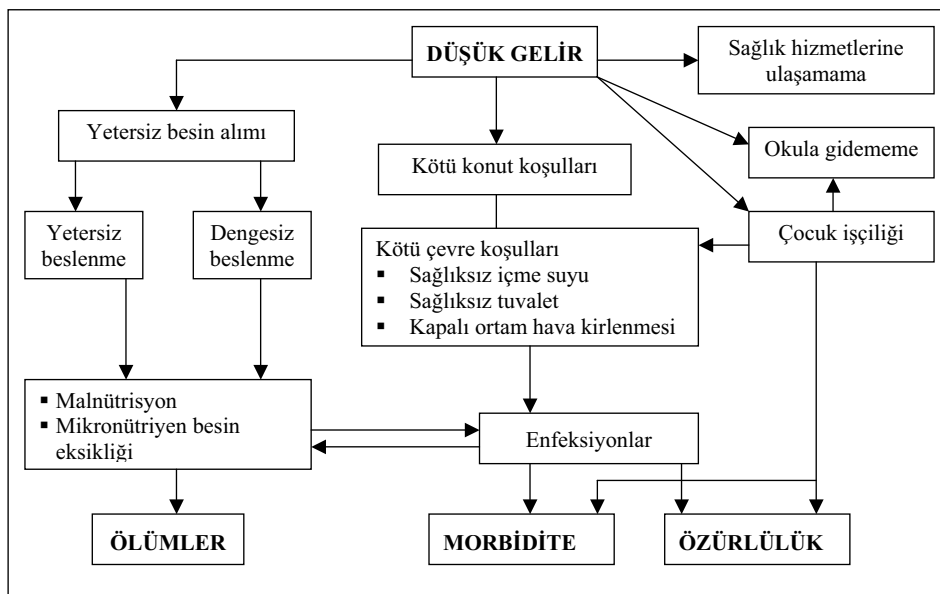 DÜŞÜK GELİR
Sağlık hizmetlerine
ulaşamama
Yetersiz besin alımı
Kötü konut koşulları
Okula gidememe
Yetersiz
beslenme
Dengesiz
beslenme
Kötü çevre koşulları
▪ Sağlıksız içme suyu
▪ Sağlıksız tuvalet
▪ Kapalı ortam hava kirlenmesi
Çocuk işçiliği
▪ Malnütrisyon
▪ Mikronütriyen besin
eksikliği
Enfeksiyonlar
ÖLÜMLER
MORBİDİTE
ÖZÜRLÜLÜK